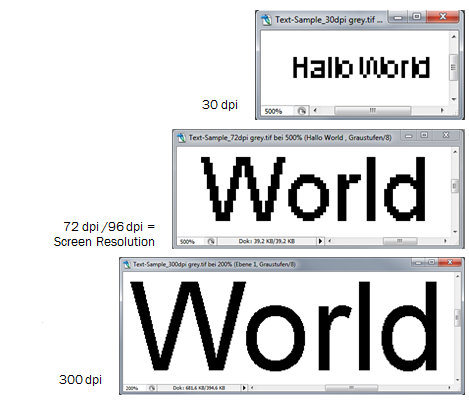 Text-Sample_30dpi grey.tif ...
Hallo World
30 dpi
500%
Text-Sample_72dpi grey.tif bei 500% (Hallo World , Graustufen/8)
World
72 dpi /96 dpi =
Screen Resolution
500%
Dok: 39,2 KB/39,2 KB
Text-Sample_300dpi grey.tif bei 200% (Ebene 1, Graustufen/8)
World
300 dpi
200%
Dok: 681,6 KB/394,6 KB